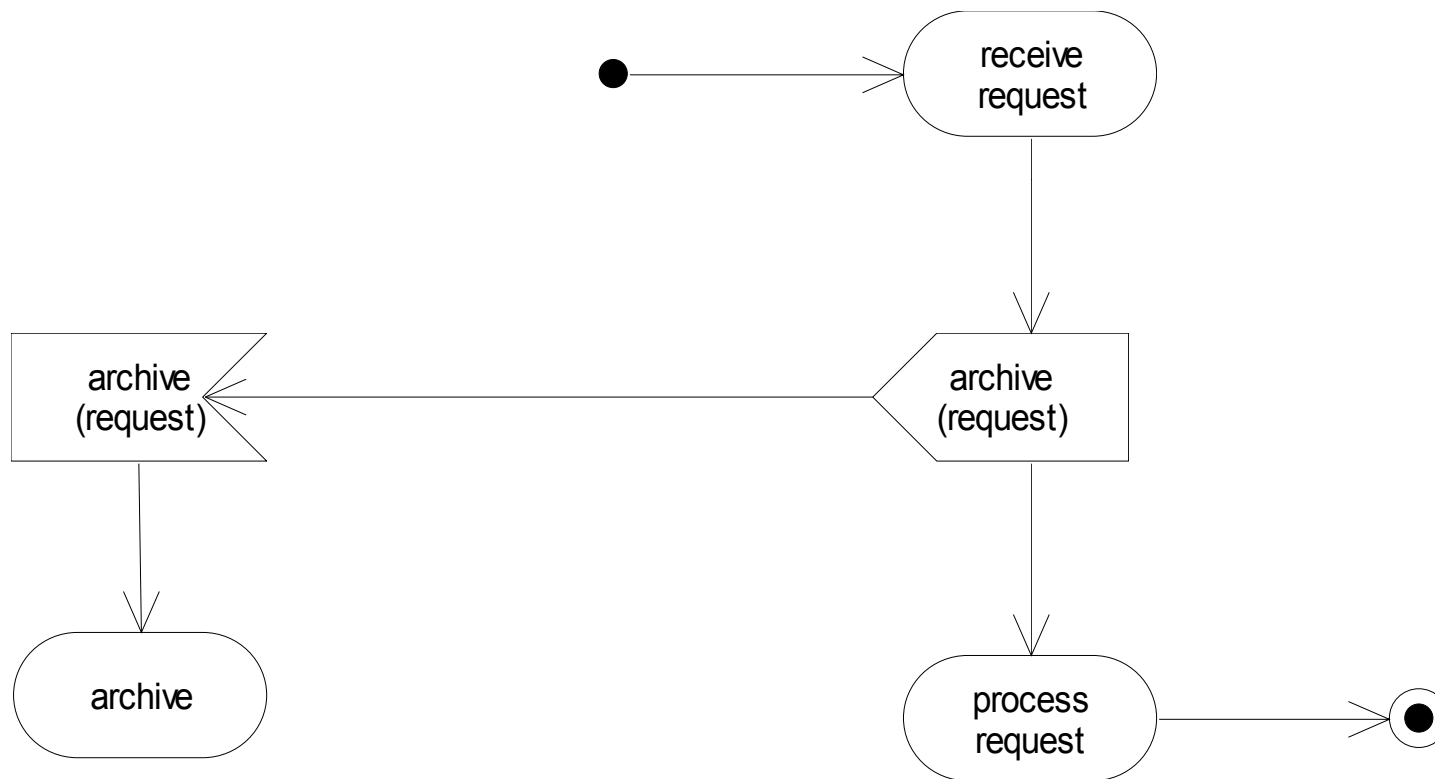 receive
request
archive
(request)
archive
(request)
archive
process
request